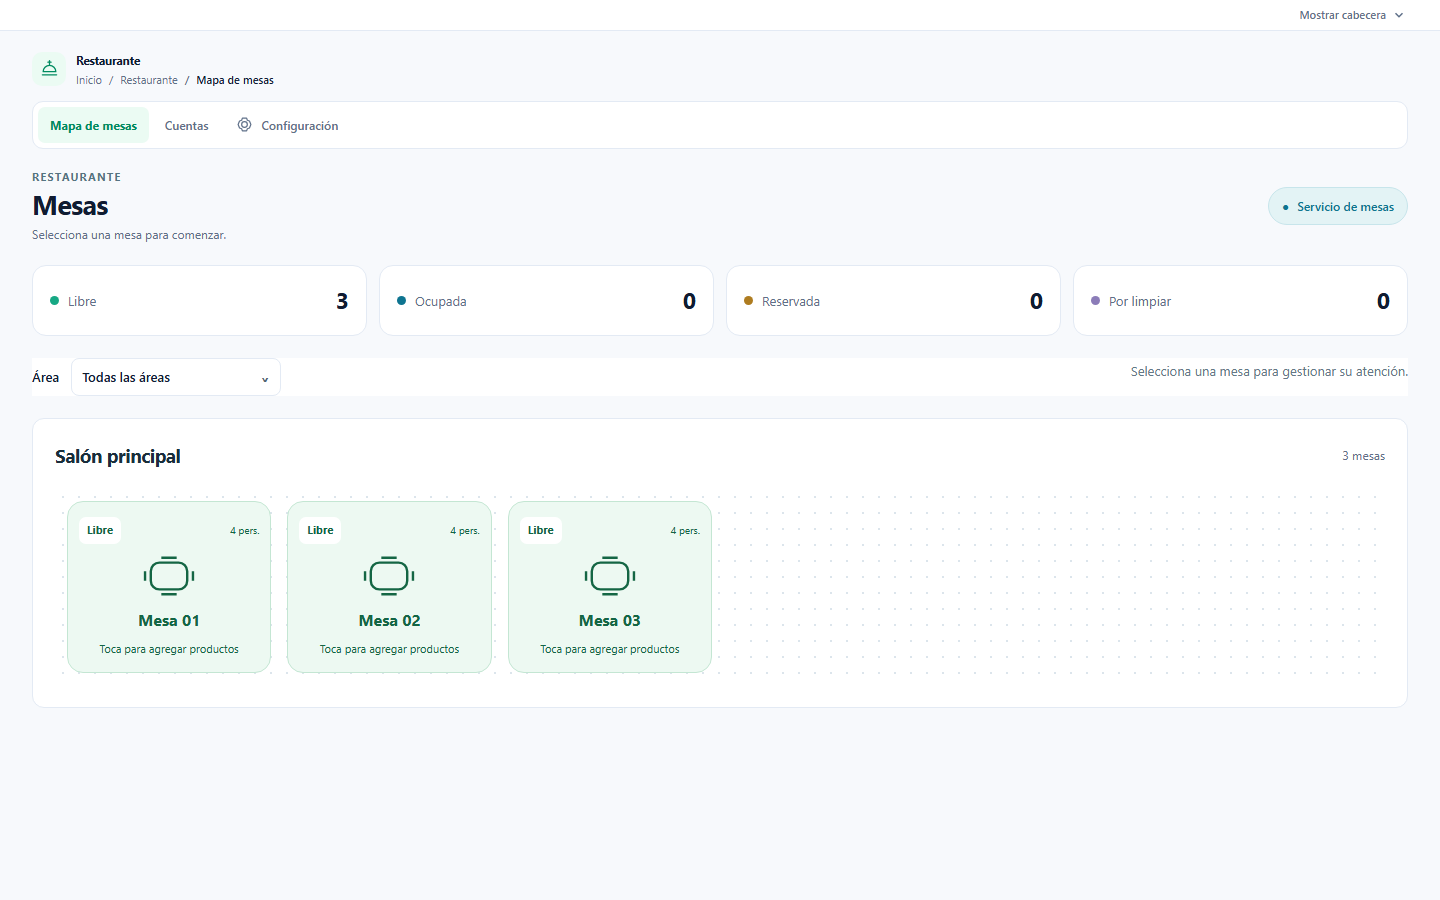 Mostrar cabecera
Restaurante
Inicio / Restaurante / Mapa de mesas
Mapa de mesas
Cuentas
Configuración
RESTAURANTE
Mesas
Selecciona una mesa para comenzar.
Servicio de mesas
Libre
3
Ocupada
0
Reservada
0
Por limpiar
0
Área
Todas las áreas
Selecciona una mesa para gestionar su atención.
Salón principal
3 mesas
Libre
4 pers.
Mesa 01
Toca para agregar productos
Libre
4 pers.
Mesa 02
Toca para agregar productos
Libre
4 pers.
Mesa 03
Toca para agregar productos